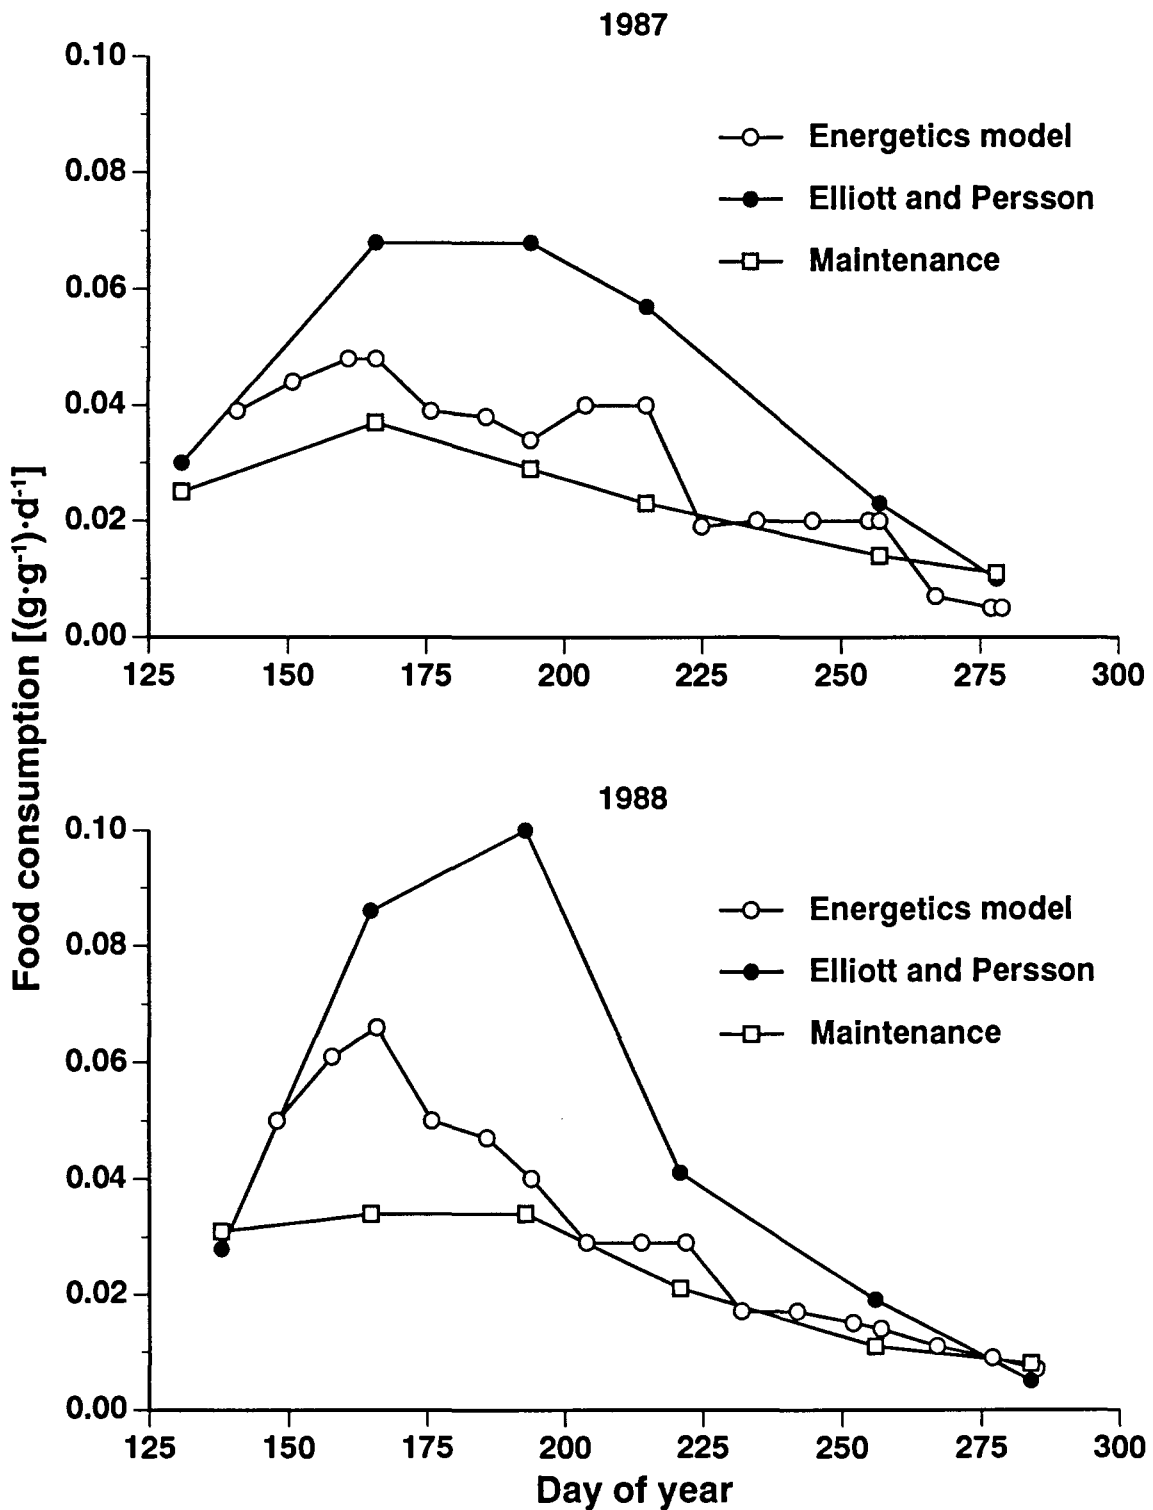 1987
0.10
0.08
0.06
0.04
0.02
0.00
Energetics model
Elliott and Persson
Maintenance
125 150 175 200 225 250 275 300
Food consumption [(g·g⁻¹)·d⁻¹]
1988
0.10
0.08
0.06
0.04
0.02
0.00
Energetics model
Elliott and Persson
Maintenance
125 150 175 200 225 250 275 300
Day of year